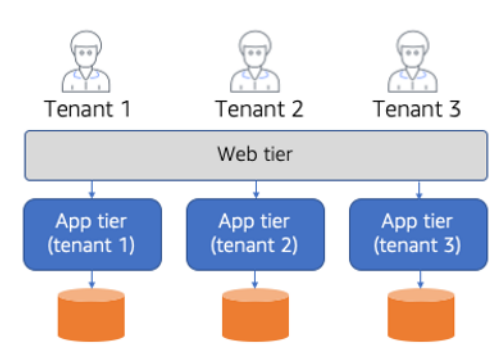 Tenant 1
Tenant 2
Tenant 3
Web tier
App tier
(tenant 1)
App tier
(tenant 2)
App tier
(tenant 3)